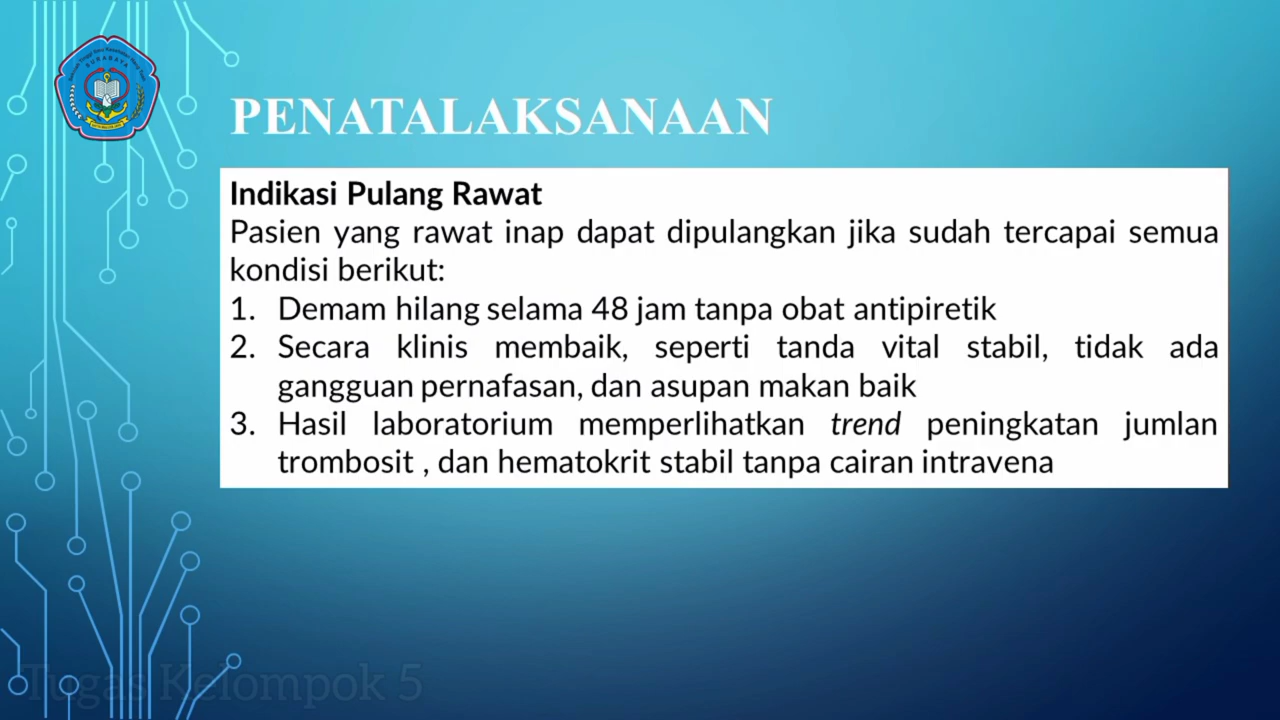 SURABAYA
PENATALAKSANAAN
Indikasi Pulang Rawat
Pasien yang rawat inap dapat dipulangkan jika sudah tercapai semua
kondisi berikut:
1. Demam hilang selama 48 jam tanpa obat antipiretik
2. Secara klinis membaik, seperti tanda vital stabil, tidak ada
gangguan pernafasan, dan asupan makan baik
3. Hasil laboratorium memperlihatkan trend peningkatan jumlan
trombosit , dan hematokrit stabil tanpa cairan intravena
Tugas Kelompok 5